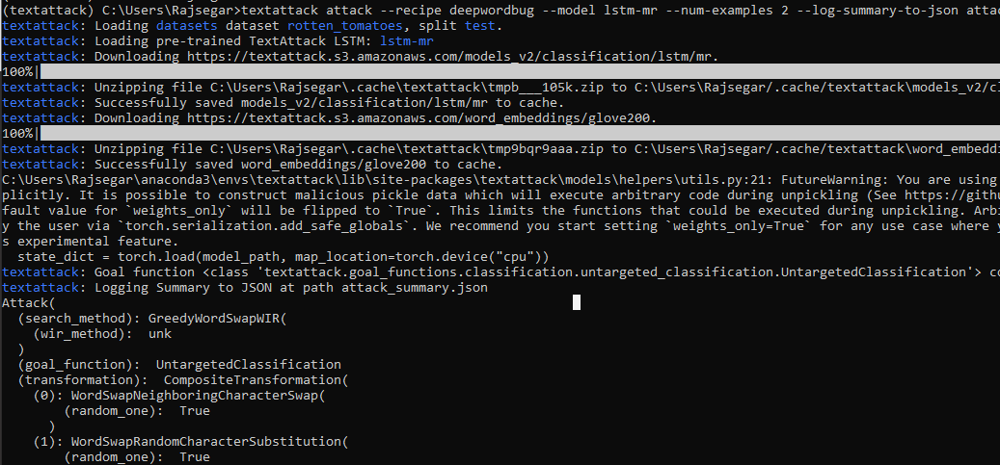 (textattack) C:\Users\Rajsegar>textattack attack --recipe deepwordbug --model lstm-mr --num-examples 2 --log-summary-to-json attac
textattack: Loading datasets dataset rotten_tomatoes, split test.
textattack: Loading pre-trained TextAttack LSTM: lstm-mr
textattack: Downloading https://textattack.s3.amazonaws.com/models_v2/classification/lstm/mr.
100%|
textattack: Unzipping file C:\Users\Rajsegar\.cache\textattack\tmpb___105k.zip to C:\Users\Rajsegar/.cache/textattack\models_v2/cl
textattack: Successfully saved models_v2/classification/lstm/mr to cache.
textattack: Downloading https://textattack.s3.amazonaws.com/word_embeddings/glove200.
100%|
textattack: Unzipping file C:\Users\Rajsegar\.cache\textattack\tmp9bqr9aaa.zip to C:\Users\Rajsegar/.cache/textattack\word_embeddi
textattack: Successfully saved word_embeddings/glove200 to cache.
C:\Users\Rajsegar\anaconda3\envs\textattack\lib\site-packages\textattack\models\helpers\utils.py:21: FutureWarning: You are using
plicitly. It is possible to construct malicious pickle data which will execute arbitrary code during unpickling (See https://githu
fault value for `weights_only` will be flipped to `True`. This limits the functions that could be executed during unpickling. Arbi
y the user via `torch.serialization.add_safe_globals`. We recommend you start setting `weights_only=True` for any use case where y
s experimental feature.
  state_dict = torch.load(model_path, map_location=torch.device("cpu"))
textattack: Goal function <class 'textattack.goal_functions.classification.untargeted_classification.UntargetedClassification'> co
textattack: Logging Summary to JSON at path attack_summary.json
Attack(
  (search_method): GreedyWordSwapWIR(
    (wir_method):  unk
  )
  (goal_function):  UntargetedClassification
  (transformation):  CompositeTransformation(
    (0): WordSwapNeighboringCharacterSwap(
        (random_one):  True
      )
    (1): WordSwapRandomCharacterSubstitution(
        (random_one):  True